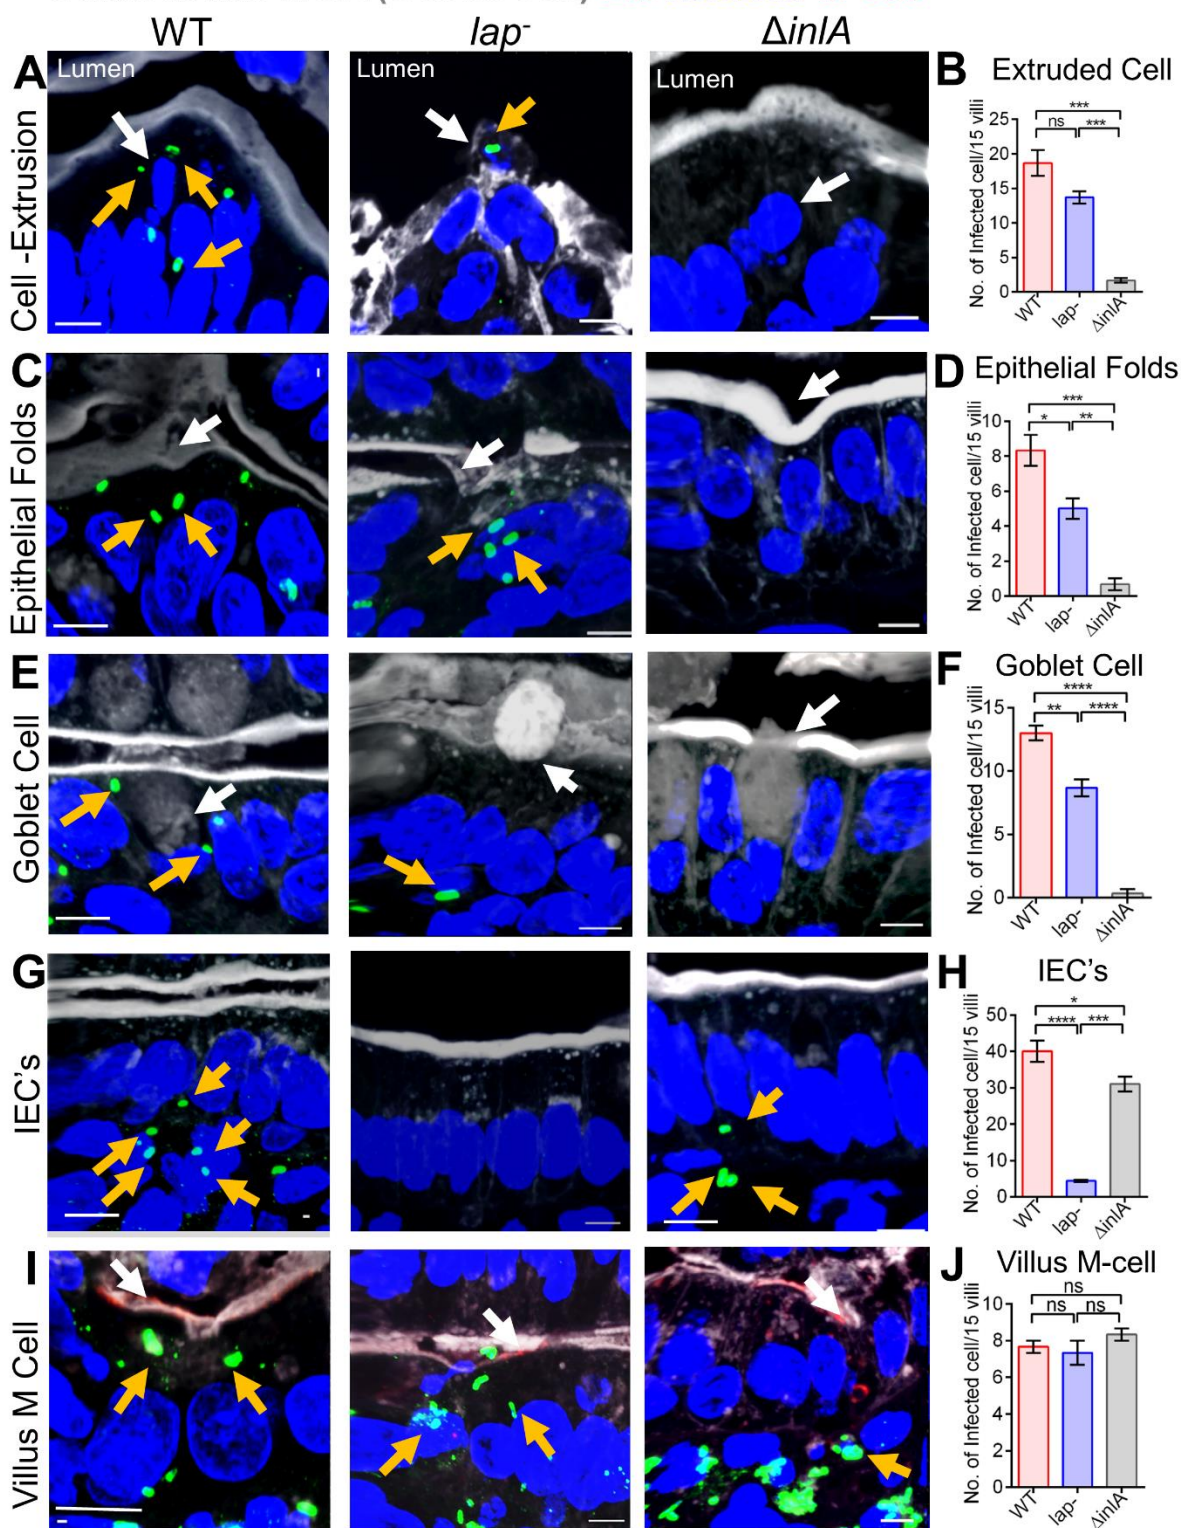 WT lap- ΔinlA
A Cell -Extrusion
Lumen
Lumen
Lumen
B Extruded Cell
No. of Infected cell/15 villi
25
20
15
10
5
0
***
ns ***
WT lap- ΔinlA
C Epithelial Folds
D Epithelial Folds
No. of Infected cell/15 villi
10
8
6
4
2
0
***
* **
WT lap- ΔinlA
E Goblet Cell
F Goblet Cell
No. of Infected cell/15 villi
15
10
5
0
****
** ****
WT lap- ΔinlA
G IEC's
H IEC's
No. of Infected cell/15 villi
50
40
30
20
10
0
*
**** ***
WT lap- ΔinlA
I Villus M Cell
J Villus M-cell
No. of Infected cell/15 villi
10
8
6
4
2
0
ns
ns ns
WT lap- ΔinlA